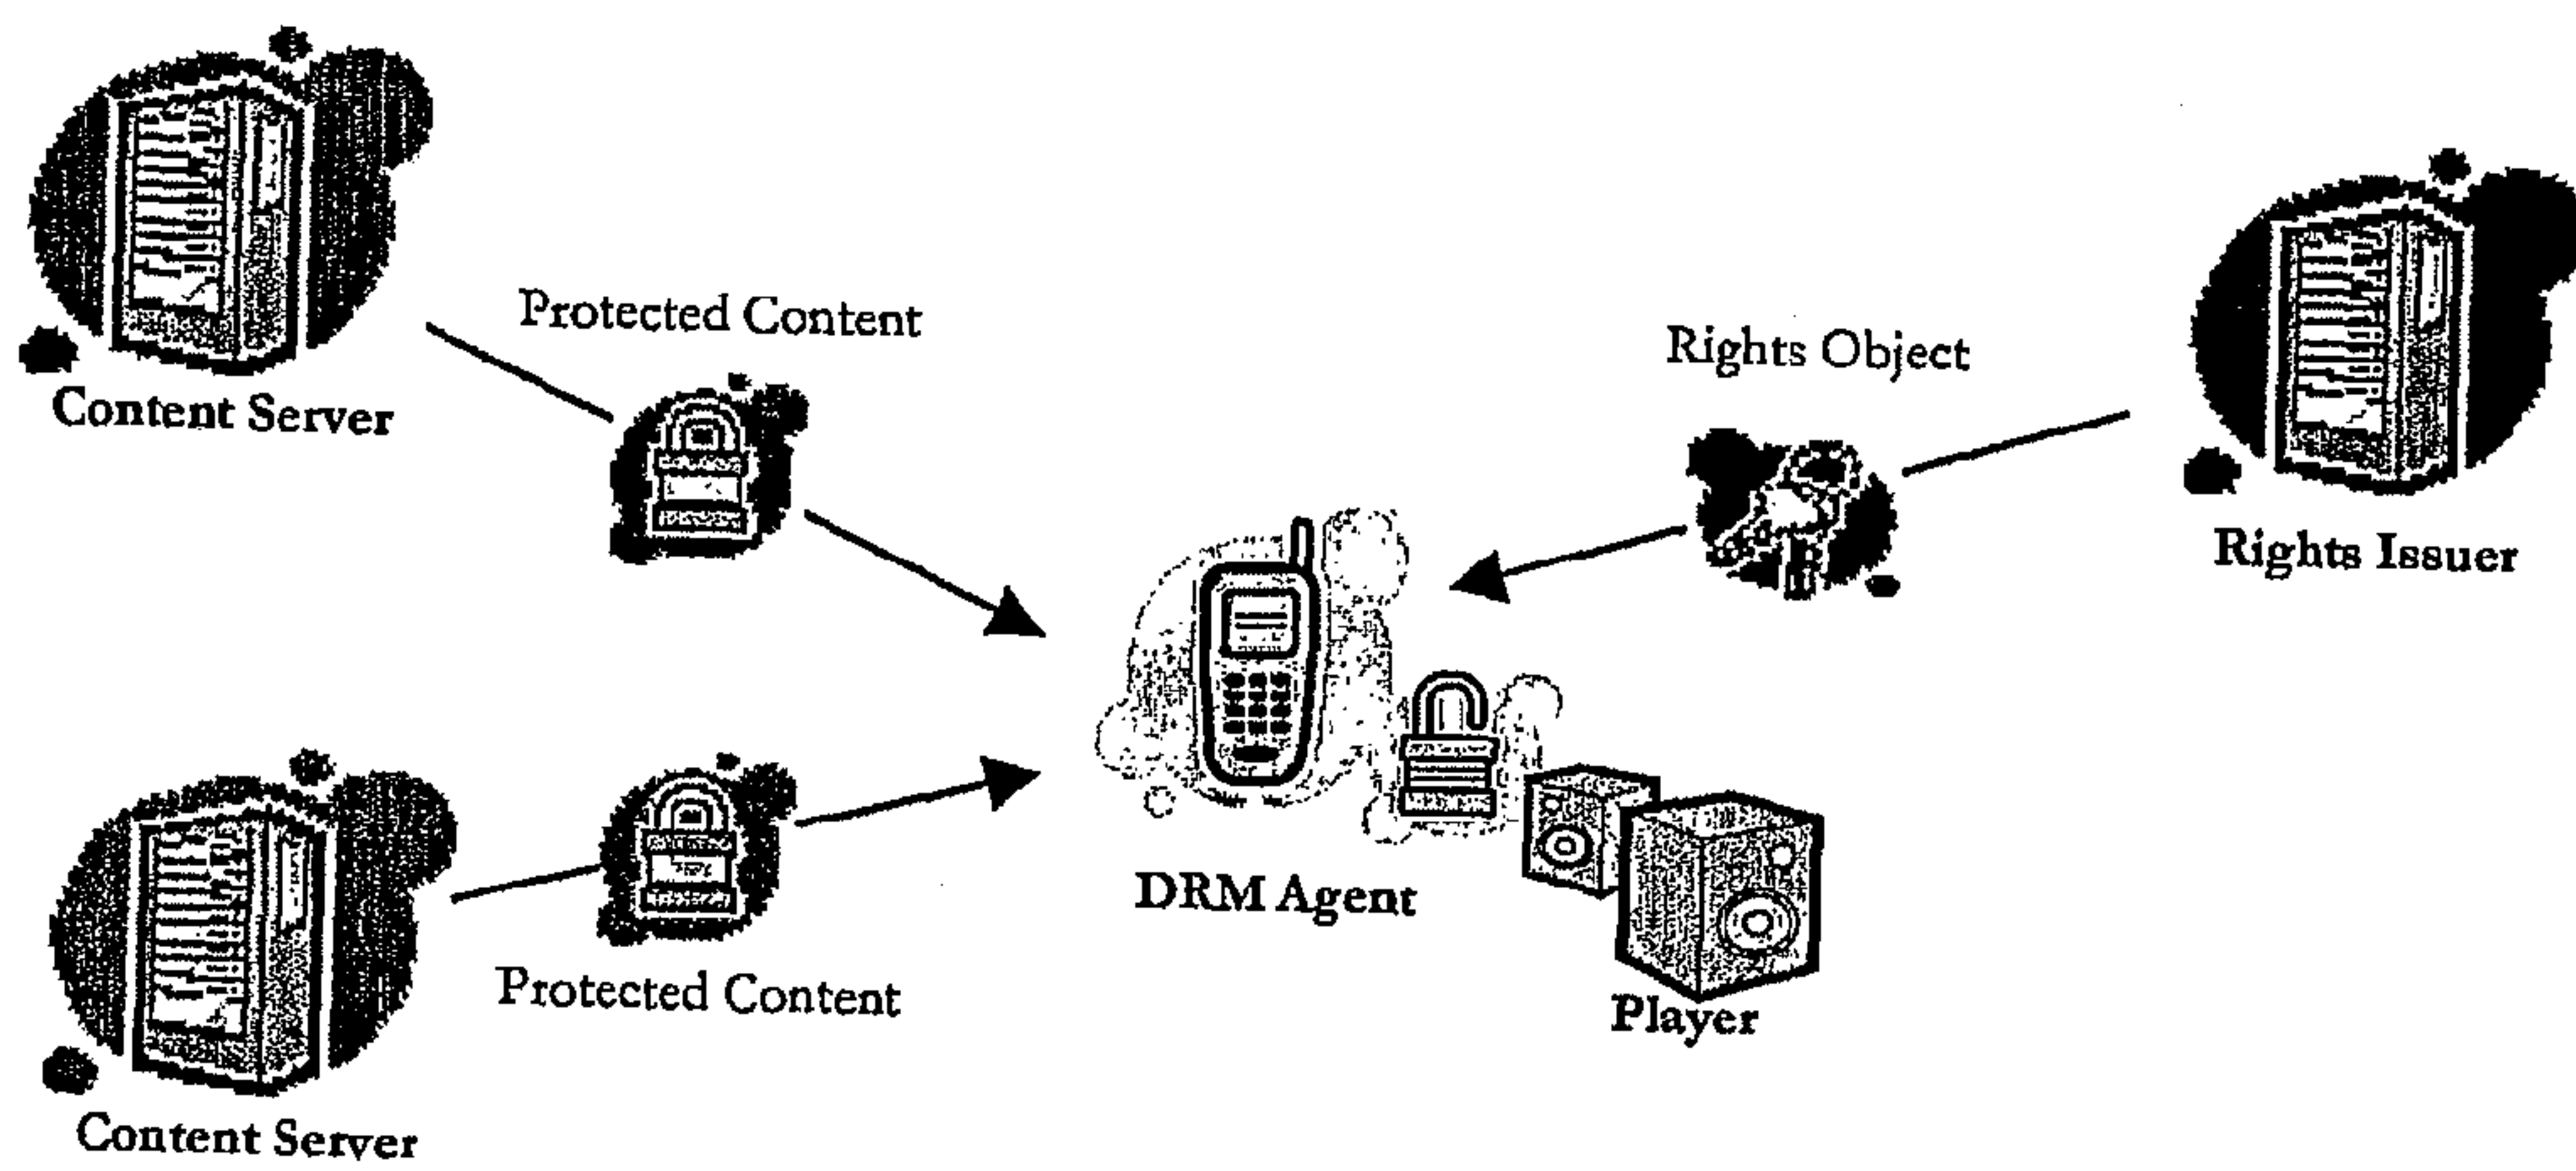 Protected Content
Content Server
Rights Object
Rights Issuer
DRM Agent
Protected Content
Player
Content Server